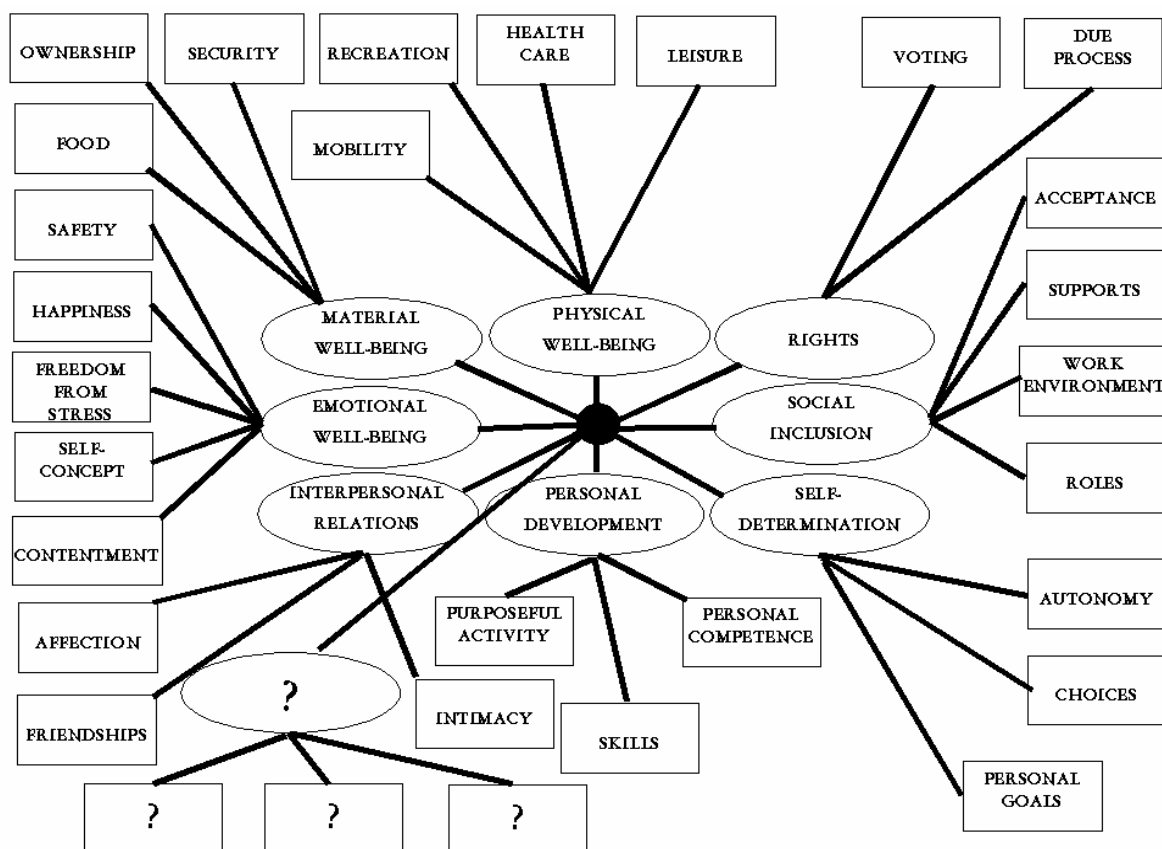 OWNERSHIP
SECURITY
RECREATION
HEALTH
CARE
LEISURE
VOTING
DUE
PROCESS
FOOD
MOBILITY
ACCEPTANCE
SAFETY
SUPPORTS
HAPPINESS
MATERIAL
WELL-BEING
PHYSICAL
WELL-BEING
RIGHTS
WORK
ENVIRONMENT
FREEDOM
FROM
STRESS
EMOTIONAL
WELL-BEING
SOCIAL
INCLUSION
SELF-
CONCEPT
ROLES
INTERPERSONAL
RELATIONS
PERSONAL
DEVELOPMENT
SELF-
DETERMINATION
CONTENTMENT
AUTONOMY
AFFECTION
PURPOSEFUL
ACTIVITY
PERSONAL
COMPETENCE
?
CHOICES
FRIENDSHIPS
INTIMACY
SKILLS
PERSONAL
GOALS
?
?
?